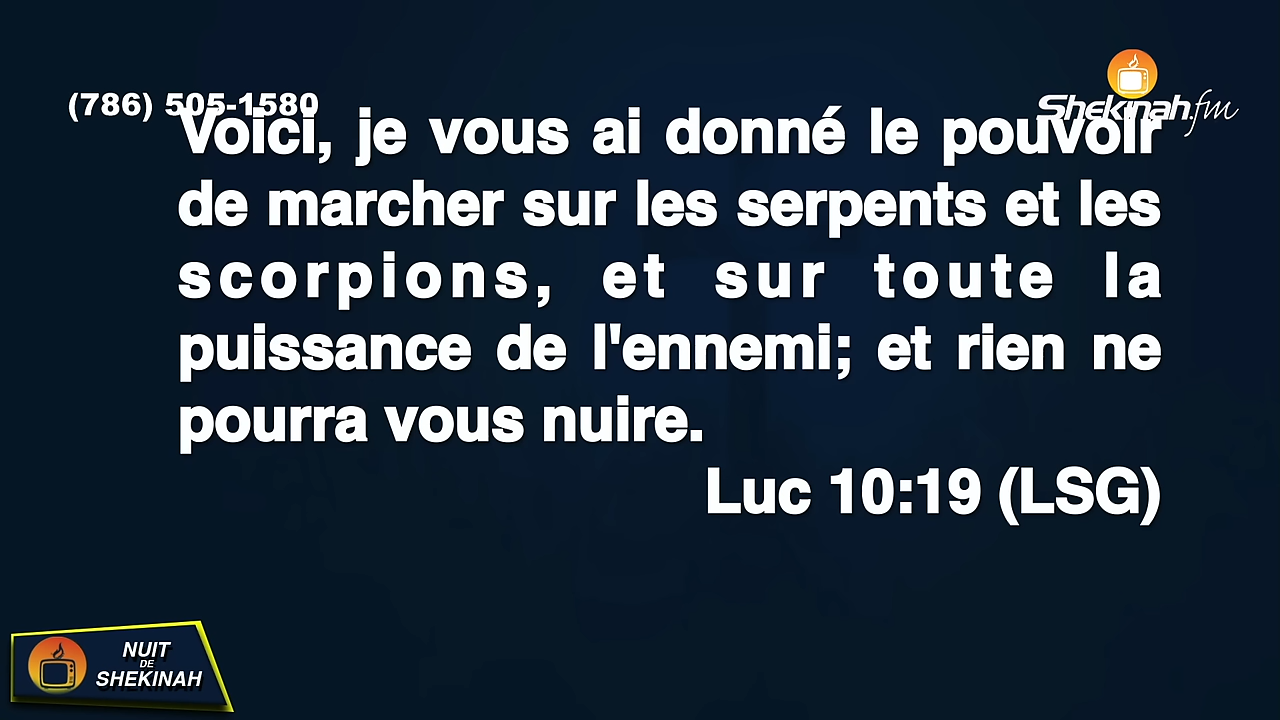 (786) 505-1580
Shekinah.fm
Voici, je vous ai donné le pouvoir
de marcher sur les serpents et les
scorpions, et sur toute la
puissance de l'ennemi; et rien ne
pourra vous nuire.
Luc 10:19 (LSG)
NUIT
DE
SHEKINAH